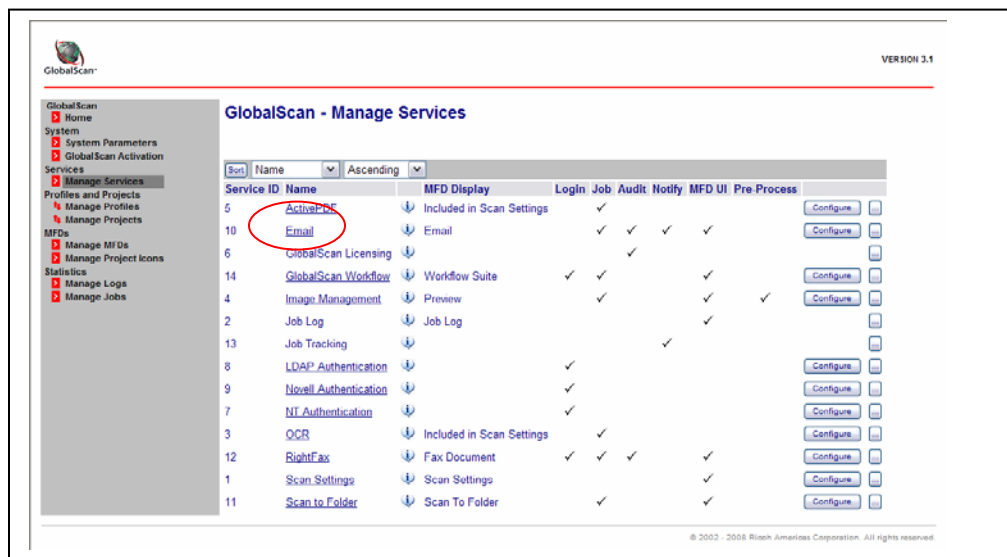 GlobalScan™
VERSION 3.1
GlobalScan
Home
System
System Parameters
GlobalScan Activation
Services
Manage Services
Profiles and Projects
Manage Profiles
Manage Projects
MFDs
Manage MFDs
Manage Project Icons
Statistics
Manage Logs
Manage Jobs
GlobalScan - Manage Services
Sort Name Ascending
Service ID Name MFD Display Login Job Audit Notify MFD UI Pre-Process
5 ActivePDF Included in Scan Settings ✓ Configure ...
10 Email Email ✓ ✓ ✓ ✓ Configure ...
6 GlobalScan Licensing ✓ ...
14 GlobalScan Workflow Workflow Suite ✓ ✓ ✓ Configure ...
4 Image Management Preview ✓ ✓ ✓ Configure ...
2 Job Log Job Log ✓ ...
13 Job Tracking ✓ ...
8 LDAP Authentication ✓ Configure ...
9 Novell Authentication ✓ Configure ...
7 NT Authentication ✓ Configure ...
3 OCR Included in Scan Settings ✓ Configure ...
12 RightFax Fax Document ✓ ✓ ✓ ✓ Configure ...
1 Scan Settings Scan Settings ✓ Configure ...
11 Scan to Folder Scan To Folder ✓ ✓ Configure ...
© 2002 - 2008 Ricoh Americas Corporation. All rights reserved.